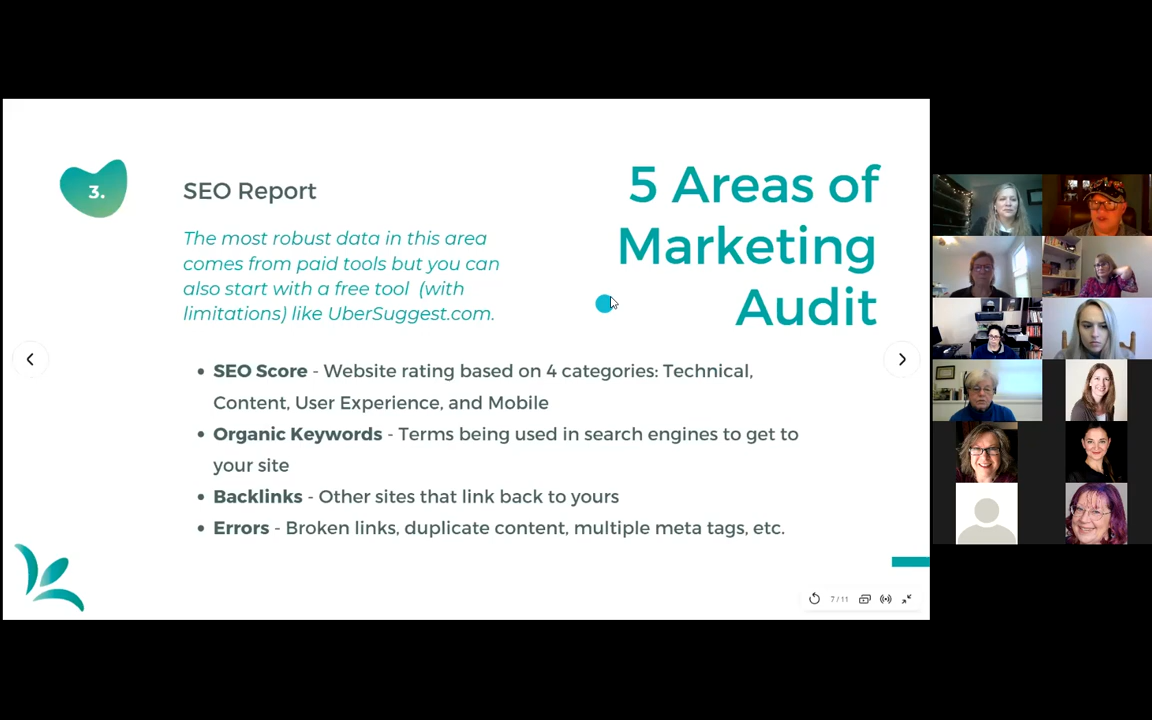 3.
SEO Report
The most robust data in this area
comes from paid tools but you can
also start with a free tool (with
limitations) like UberSuggest.com.
5 Areas of
Marketing
Audit
• SEO Score - Website rating based on 4 categories: Technical,
Content, User Experience, and Mobile
• Organic Keywords - Terms being used in search engines to get to
your site
• Backlinks - Other sites that link back to yours
• Errors - Broken links, duplicate content, multiple meta tags, etc.
7 / 11